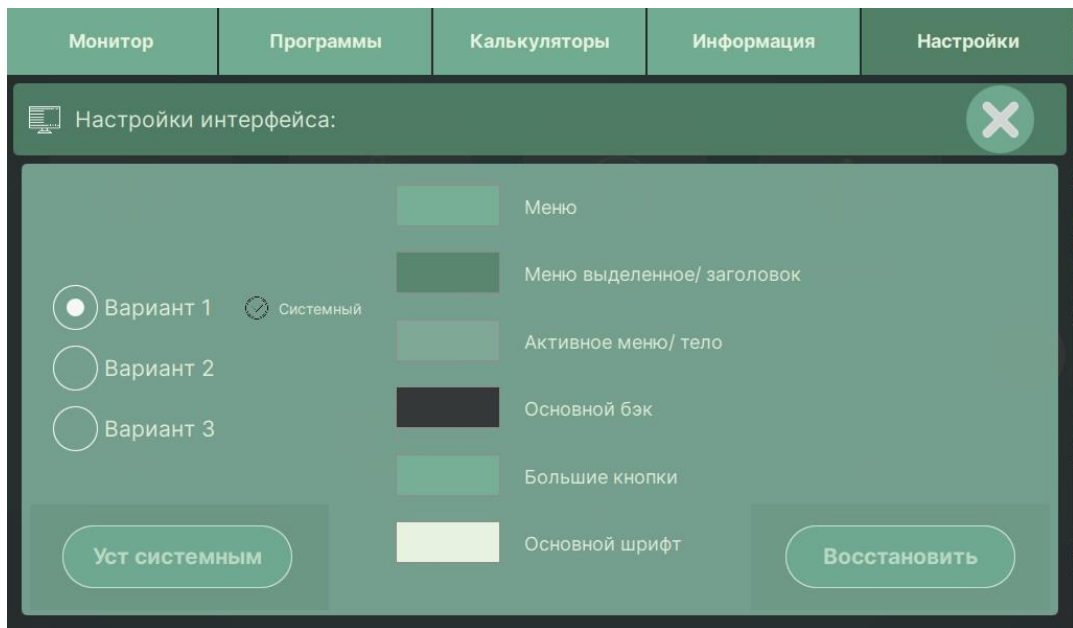 Монитор Программы Калькуляторы Информация Настройки
Настройки интерфейса:
Меню
Меню выделенное/ заголовок
Вариант 1 Системный
Активное меню/ тело
Вариант 2
Основной бэк
Вариант 3
Большие кнопки
Основной шрифт
Уст системным Восстановить